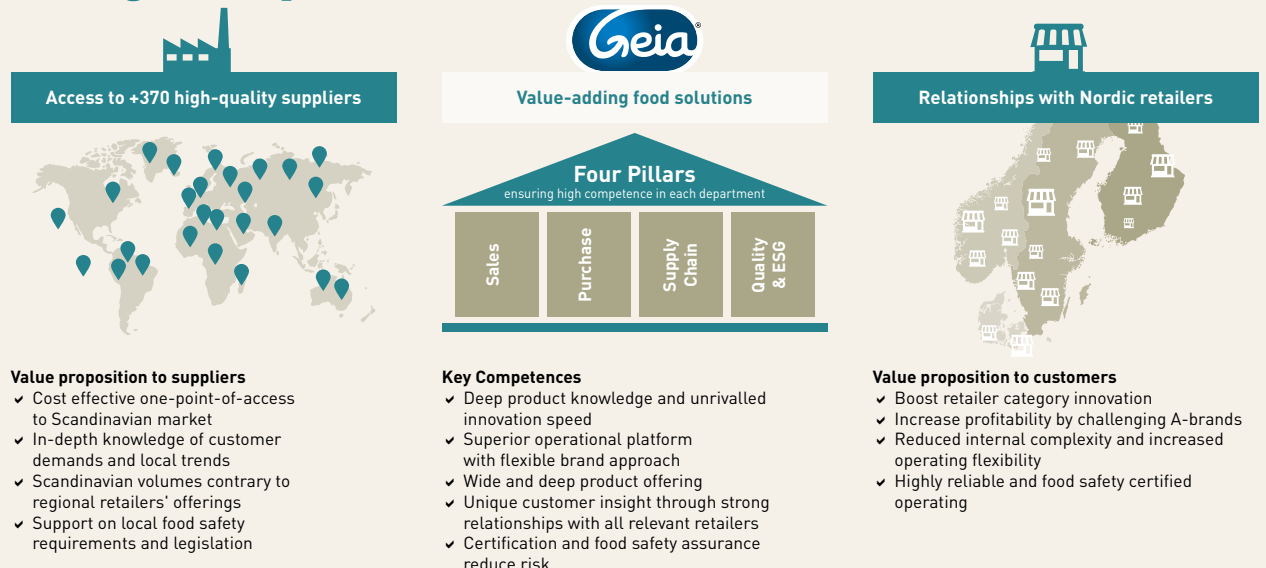 Geia®
Access to +370 high-quality suppliers
Value proposition to suppliers
Cost effective one-point-of-access
to Scandinavian market
In-depth knowledge of customer
demands and local trends
Scandinavian volumes contrary to
regional retailers' offerings
Support on local food safety
requirements and legislation
Value-adding food solutions
Four Pillars
ensuring high competence in each department
Sales
Purchase
Supply
Chain
Quality
& ESG
Key Competences
Deep product knowledge and unrivalled
innovation speed
Superior operational platform
with flexible brand approach
Wide and deep product offering
Unique customer insight through strong
relationships with all relevant retailers
Certification and food safety assurance
reduce risk
Relationships with Nordic retailers
Value proposition to customers
Boost retailer category innovation
Increase profitability by challenging A-brands
Reduced internal complexity and increased
operating flexibility
Highly reliable and food safety certified
operating